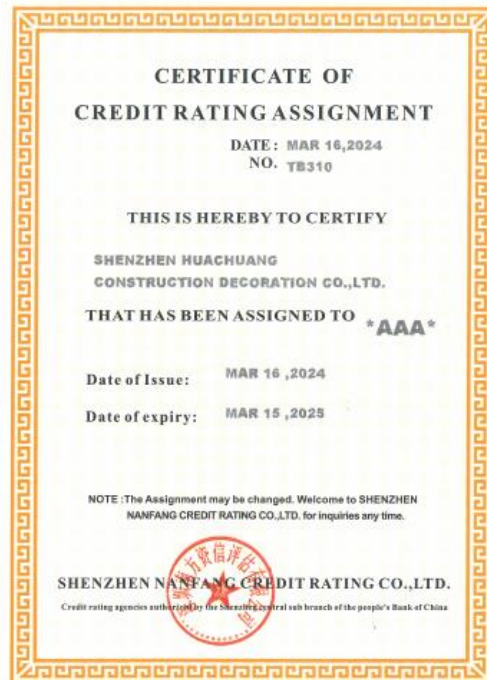 CERTIFICATE OF
CREDIT RATING ASSIGNMENT
DATE: MAR 16,2024
NO. TB310
THIS IS HEREBY TO CERTIFY
SHENZHEN HUACHUANG
CONSTRUCTION DECORATION CO.,LTD.
THAT HAS BEEN ASSIGNED TO *AAA*
Date of Issue: MAR 16 ,2024
Date of expiry: MAR 15 ,2025
NOTE :The Assignment may be changed. Welcome to SHENZHEN
NANFANG CREDIT RATING CO.,LTD. for inquiries any time.
SHENZHEN NANFANG CREDIT RATING CO.,LTD.
Credit rating agencies authorized by the Shenzhen central sub branch of the people's Bank of China